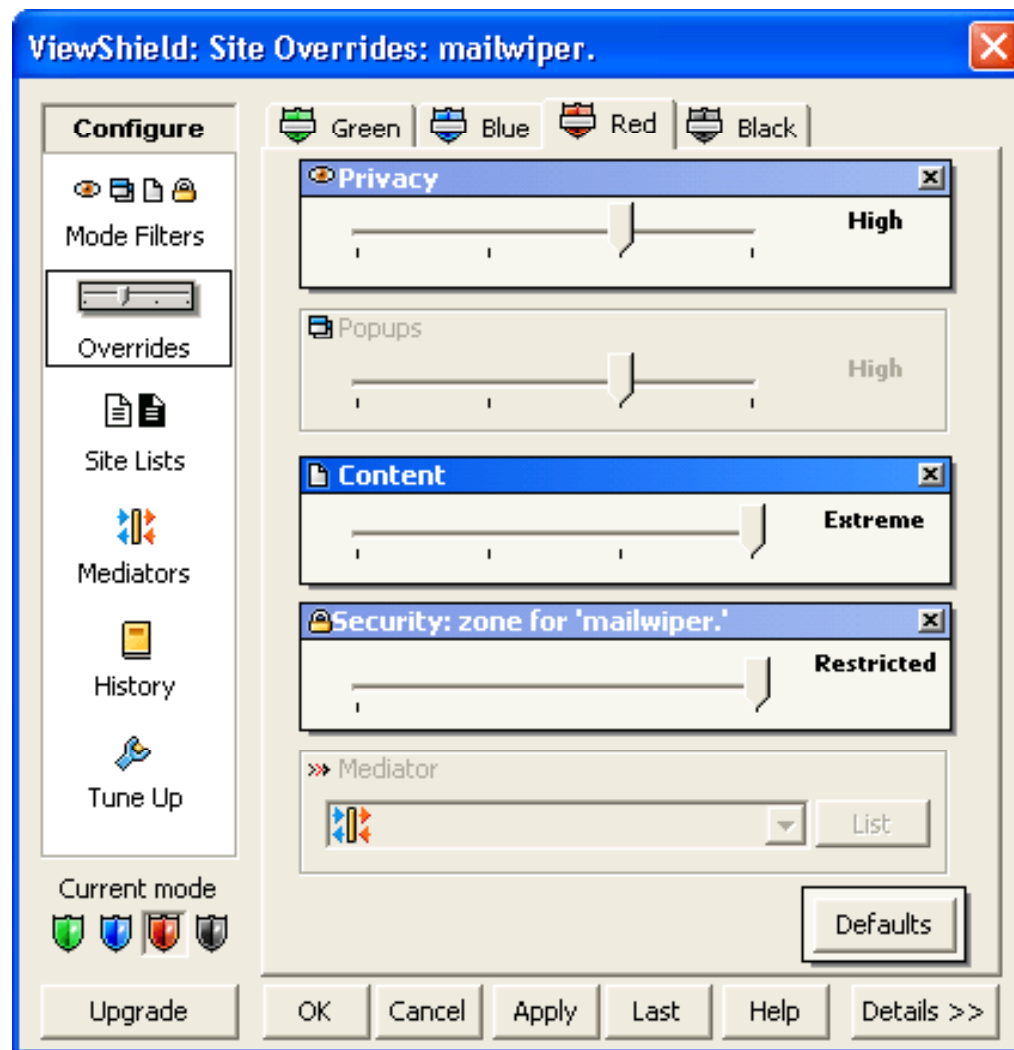 ViewShield: Site Overrides: mailwiper.
Configure
Mode Filters
Overrides
Site Lists
Mediators
History
Tune Up
Current mode
Upgrade
Green Blue Red Black
Privacy
High
Popups
High
Content
Extreme
Security: zone for 'mailwiper.'
Restricted
Mediator
List
Defaults
OK Cancel Apply Last Help Details >>